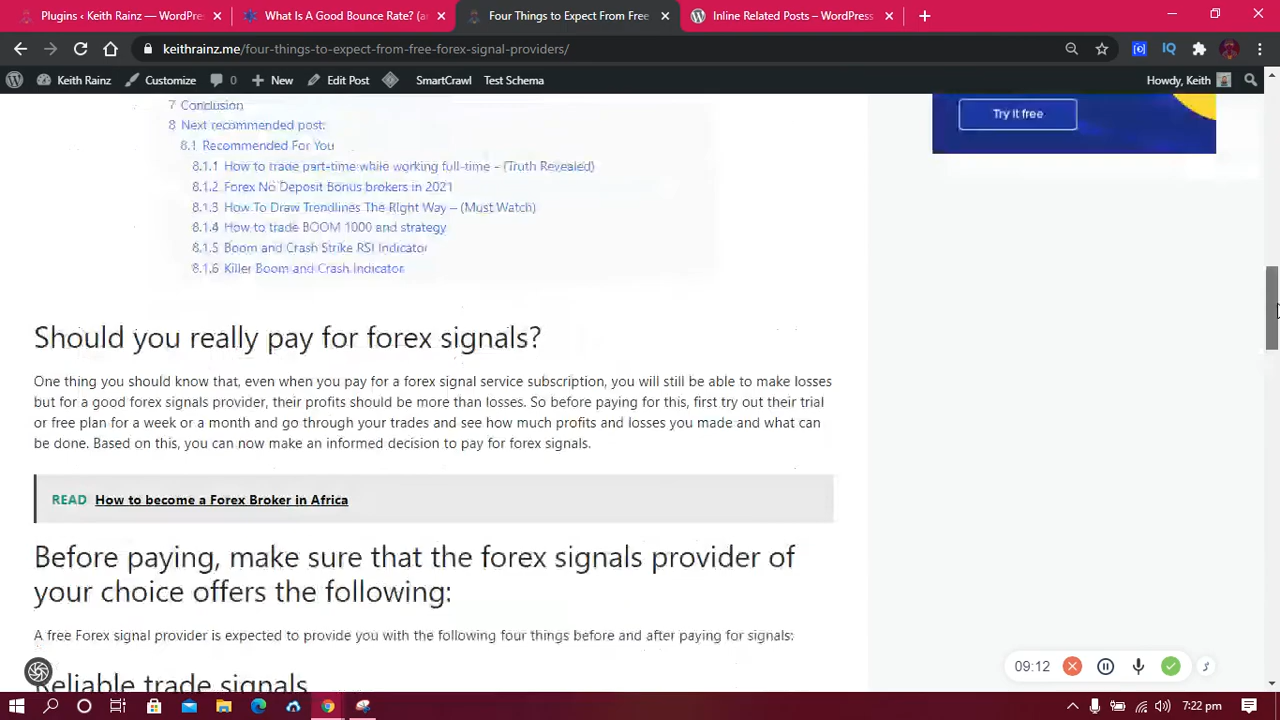 Plugins ‹ Keith Rainz — WordPre
What Is A Good Bounce Rate? (a
Four Things to Expect From Free
Inline Related Posts – WordPress
keithrainz.me/four-things-to-expect-from-free-forex-signal-providers/
Keith Rainz
Customize
0
New
Edit Post
SmartCrawl
Test Schema
Howdy, Keith
7 Conclusion
8 Next recommended post:
8.1 Recommended For You
8.1.1 How to trade part-time while working full-time – (Truth Revealed)
8.1.2 Forex No Deposit Bonus brokers in 2021
8.1.3 How To Draw Trendlines The Right Way – (Must Watch)
8.1.4 How to trade BOOM 1000 and strategy
8.1.5 Boom and Crash Strike RSI Indicator
8.1.6 Killer Boom and Crash Indicator
Try it free
Should you really pay for forex signals?
One thing you should know that, even when you pay for a forex signal service subscription, you will still be able to make losses
but for a good forex signals provider, their profits should be more than losses. So before paying for this, first try out their trial
or free plan for a week or a month and go through your trades and see how much profits and losses you made and what can
be done. Based on this, you can now make an informed decision to pay for forex signals.
READ How to become a Forex Broker in Africa
Before paying, make sure that the forex signals provider of
your choice offers the following:
A free Forex signal provider is expected to provide you with the following four things before and after paying for signals:
Reliable trade signals
09:12
7:22 pm